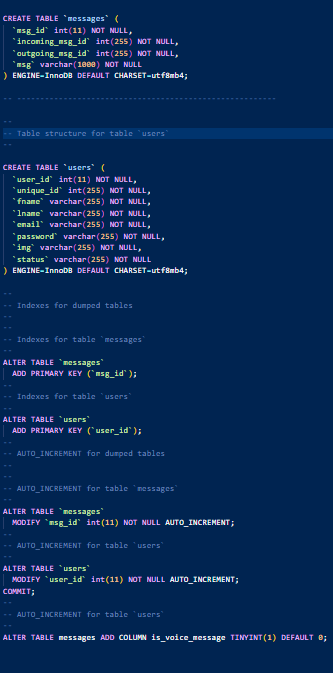 CREATE TABLE `messages` (
`msg_id` int(11) NOT NULL,
`incoming_msg_id` int(255) NOT NULL,
`outgoing_msg_id` int(255) NOT NULL,
`msg` varchar(1000) NOT NULL
) ENGINE=InnoDB DEFAULT CHARSET=utf8mb4;
-- --------------------------------------------------------
--
-- Table structure for table `users`
--
CREATE TABLE `users` (
`user_id` int(11) NOT NULL,
`unique_id` int(255) NOT NULL,
`fname` varchar(255) NOT NULL,
`lname` varchar(255) NOT NULL,
`email` varchar(255) NOT NULL,
`password` varchar(255) NOT NULL,
`img` varchar(255) NOT NULL,
`status` varchar(255) NOT NULL
) ENGINE=InnoDB DEFAULT CHARSET=utf8mb4;
--
-- Indexes for dumped tables
--
--
-- Indexes for table `messages`
--
ALTER TABLE `messages`
ADD PRIMARY KEY (`msg_id`);
--
-- Indexes for table `users`
--
ALTER TABLE `users`
ADD PRIMARY KEY (`user_id`);
--
-- AUTO_INCREMENT for dumped tables
--
--
-- AUTO_INCREMENT for table `messages`
--
ALTER TABLE `messages`
MODIFY `msg_id` int(11) NOT NULL AUTO_INCREMENT;
--
-- AUTO_INCREMENT for table `users`
--
ALTER TABLE `users`
MODIFY `user_id` int(11) NOT NULL AUTO_INCREMENT;
COMMIT;
--
-- AUTO_INCREMENT for table `users`
--
ALTER TABLE messages ADD COLUMN is_voice_message TINYINT(1) DEFAULT 0;